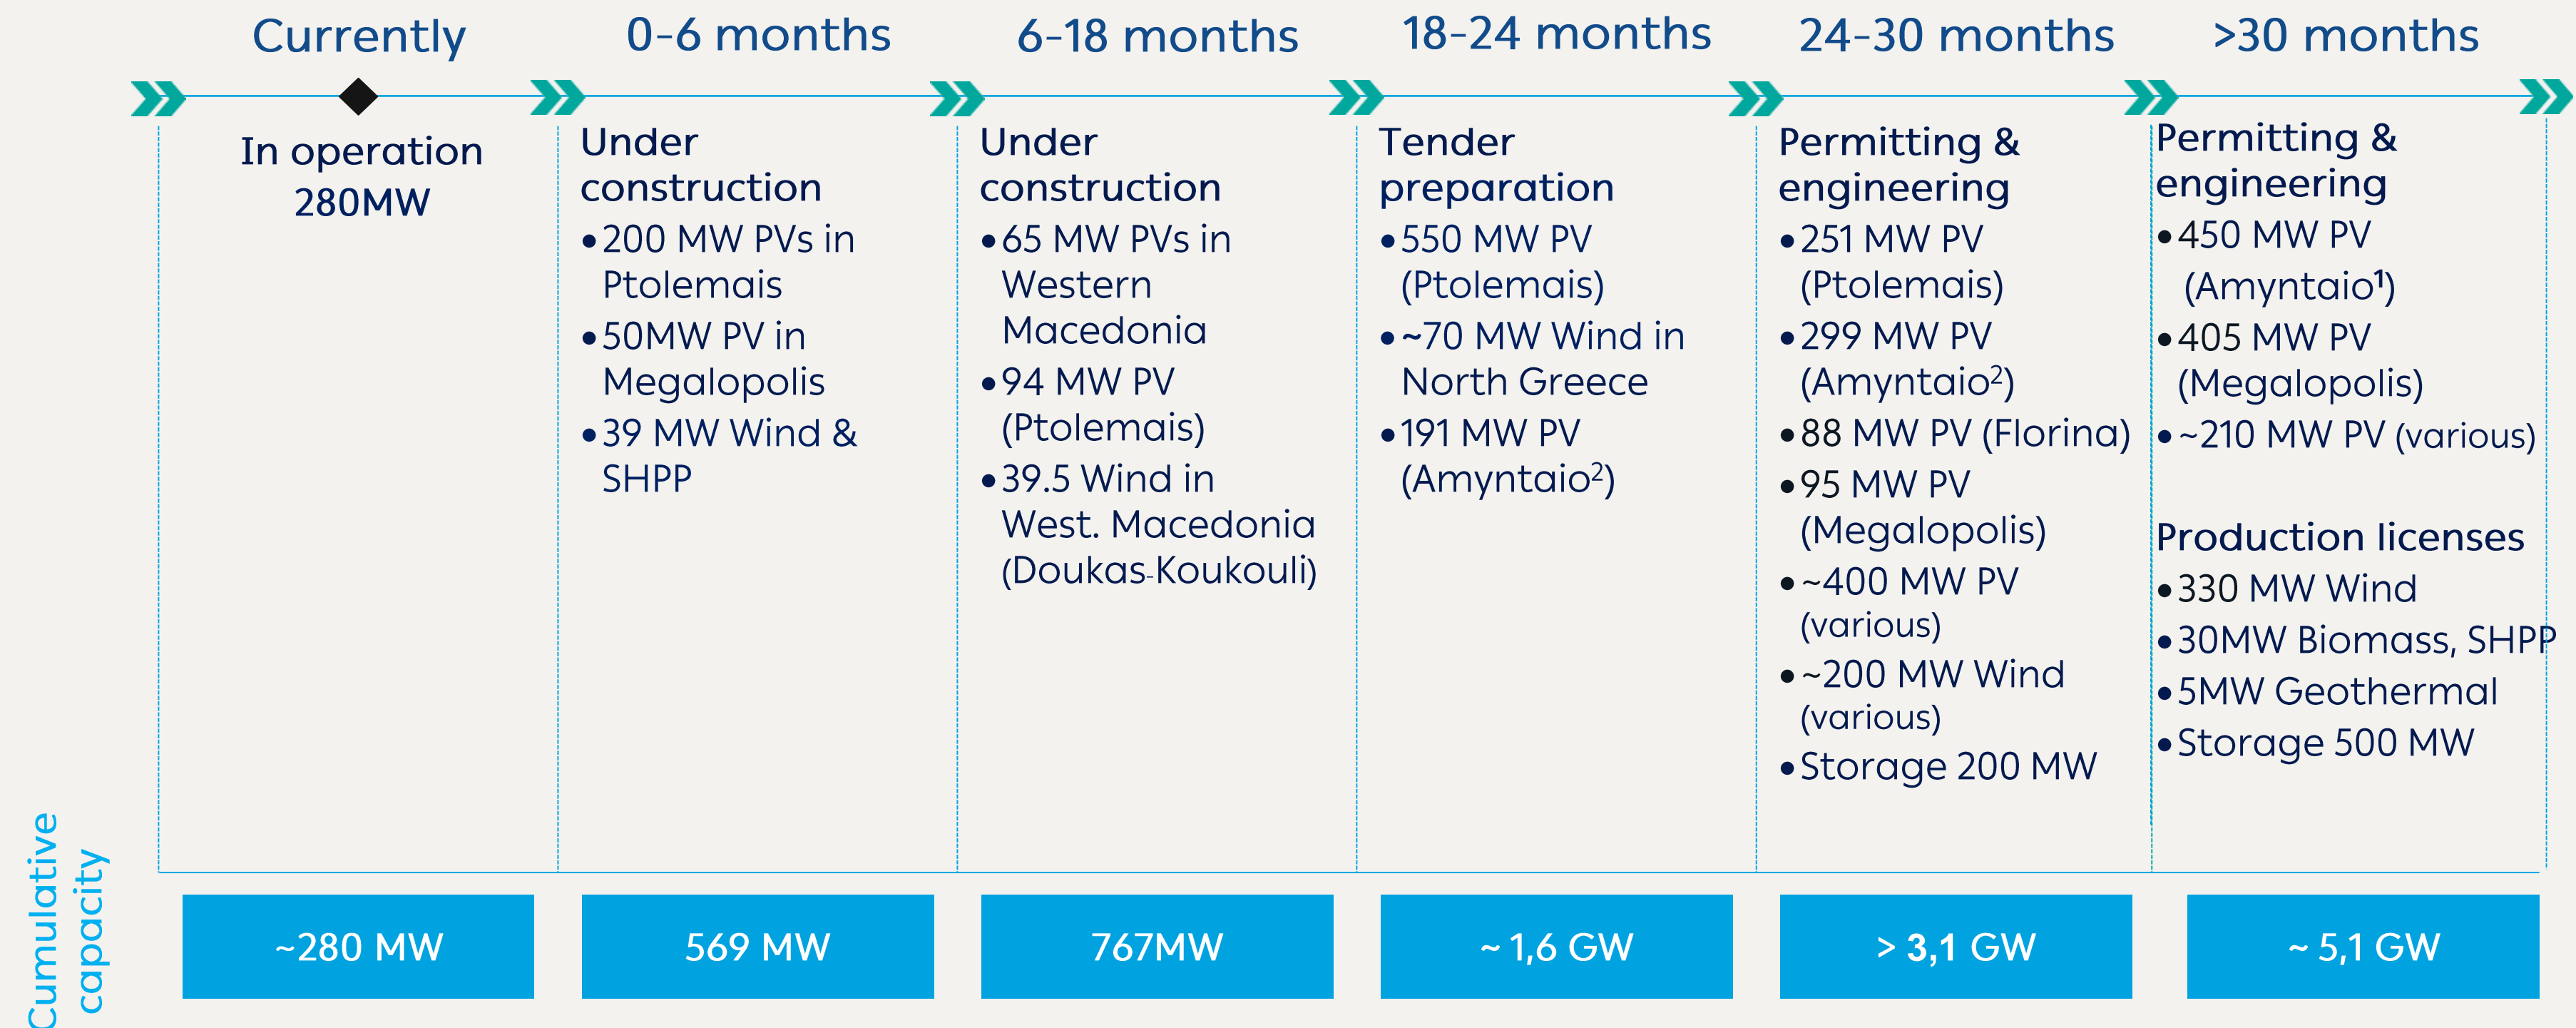 Currently
0-6 months
6-18 months
18-24 months
24-30 months
>30 months
In operation
280MW
Under
construction
•200 MW PVs in
Ptolemais
•50MW PV in
Megalopolis
•39 MW Wind &
SHPP
Under
construction
•65 MW PVs in
Western
Macedonia
•94 MW PV
(Ptolemais)
•39.5 Wind in
West. Macedonia
(Doukas-Koukouli)
Tender
preparation
•550 MW PV
(Ptolemais)
•~70 MW Wind in
North Greece
•191 MW PV
(Amyntaio²)
Permitting &
engineering
•251 MW PV
(Ptolemais)
•299 MW PV
(Amyntaio²)
•88 MW PV (Florina)
•95 MW PV
(Megalopolis)
•~400 MW PV
(various)
•~200 MW Wind
(various)
•Storage 200 MW
Permitting &
engineering
•450 MW PV
(Amyntaio¹)
•405 MW PV
(Megalopolis)
•~210 MW PV (various)
Production licenses
•330 MW Wind
•30MW Biomass, SHPP
•5MW Geothermal
•Storage 500 MW
Cumulative
capacity
~280 MW
569 MW
767MW
~ 1,6 GW
> 3,1 GW
~ 5,1 GW